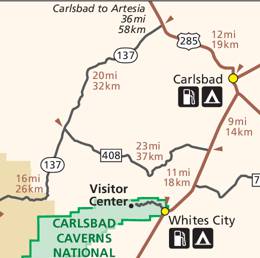 Carlsbad to Artesia
36mi
58km
137
285
12mi
19km
20mi
32km
Carlsbad
9mi
14km
408
23mi
37km
137
16mi
26km
11mi
18km
7
Visitor
Center
Whites City
CARLSBAD
CAVERNS
NATIONAL